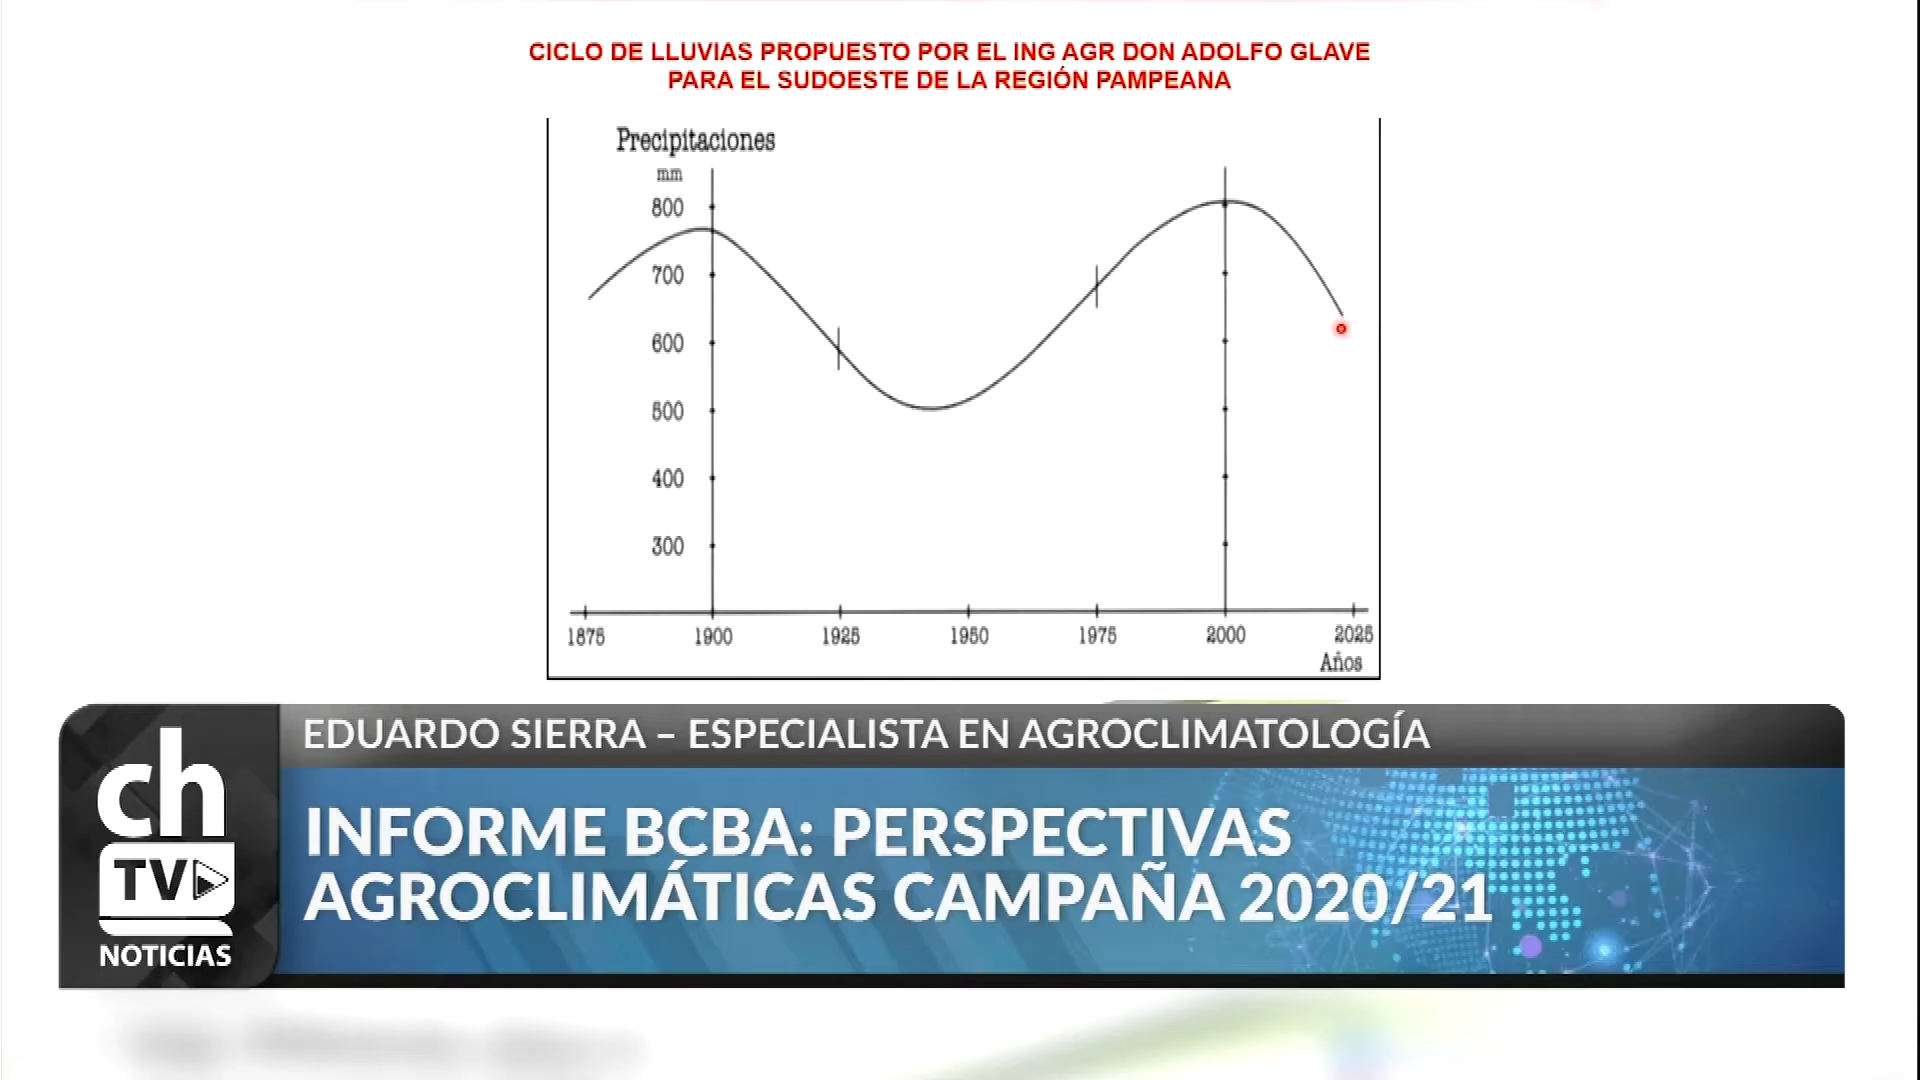 CICLO DE LLUVIAS PROPUESTO POR EL ING AGR DON ADOLFO GLAVE
PARA EL SUDOESTE DE LA REGIÓN PAMPEANA
Precipitaciones
mm
800
700
600
500
400
300
1875 1900 1925 1950 1975 2000 2025
Años
EDUARDO SIERRA – ESPECIALISTA EN AGROCLIMATOLOGÍA
INFORME BCBA: PERSPECTIVAS
AGROCLIMÁTICAS CAMPAÑA 2020/21
ch
TV
NOTICIAS